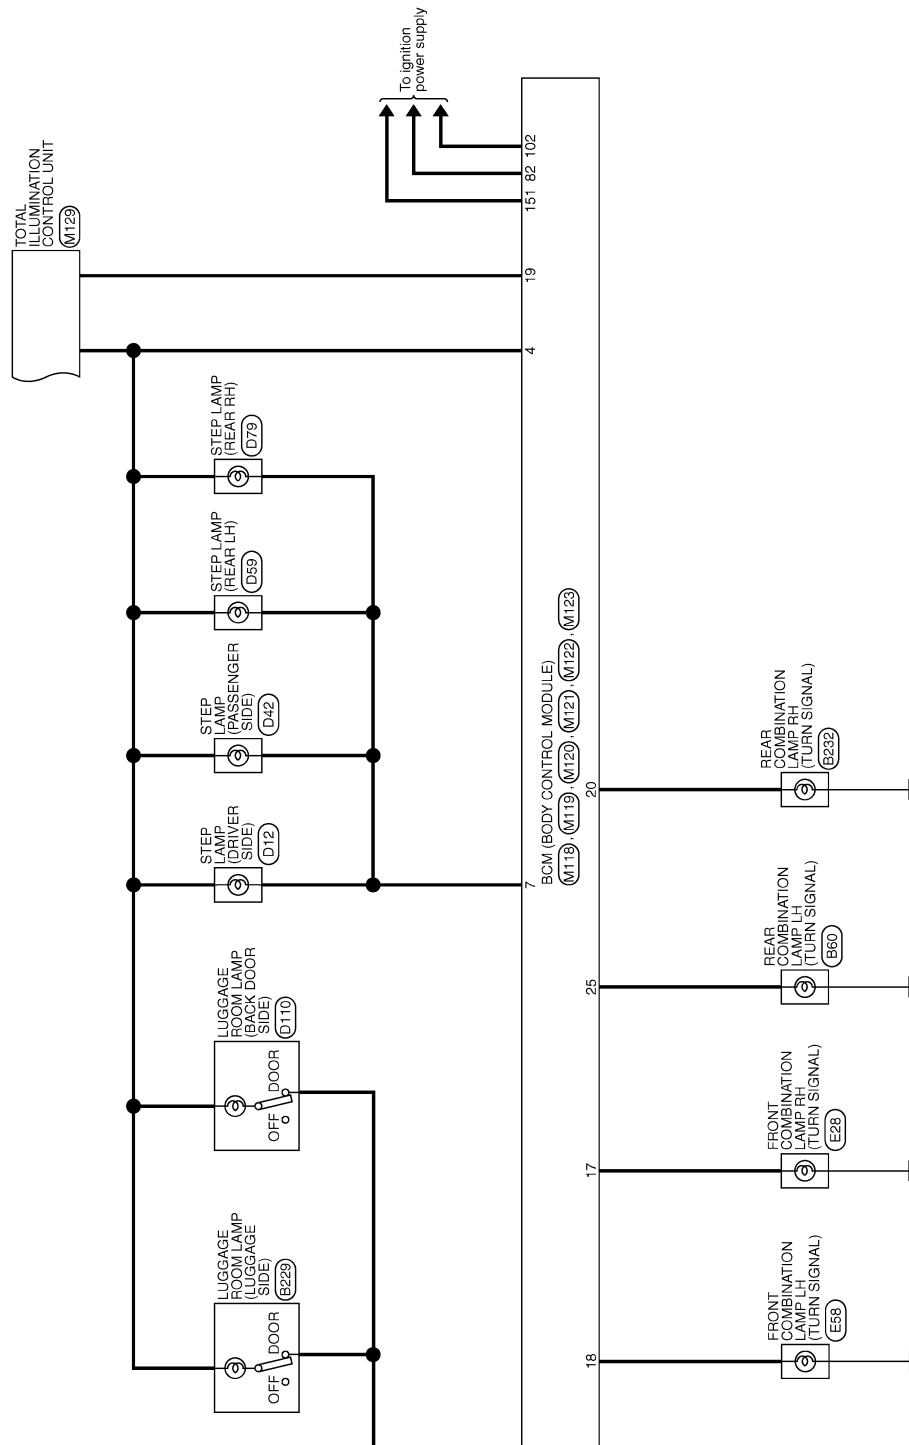 To ignition
power supply
102
82
151
TOTAL
ILLUMINATION
CONTROL UNIT
M129
19
4
STEP LAMP
(REAR RH)
D79
STEP LAMP
(REAR LH)
D59
STEP
LAMP
(PASSENGER
SIDE)
D42
STEP
LAMP
(DRIVER
SIDE)
D12
7
BCM (BODY CONTROL MODULE)
M118 , M119 , M120 , M121 , M122 , M123
LUGGAGE
ROOM LAMP
(BACK DOOR
SIDE)
D110
DOOR
OFF
LUGGAGE
ROOM LAMP
(LUGGAGE
SIDE)
B229
DOOR
OFF
20
REAR
COMBINATION
LAMP RH
(TURN SIGNAL)
B232
25
REAR
COMBINATION
LAMP LH
(TURN SIGNAL)
B60
17
FRONT
COMBINATION
LAMP RH
(TURN SIGNAL)
E28
18
FRONT
COMBINATION
LAMP LH
(TURN SIGNAL)
E58